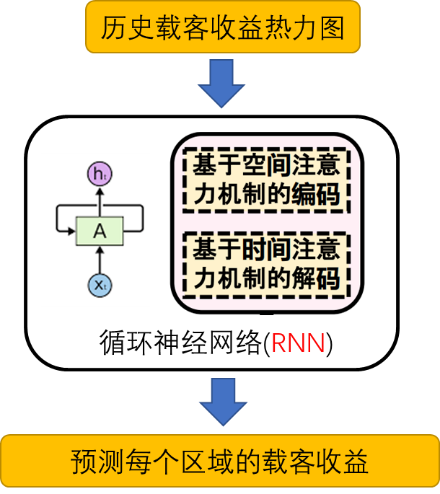 历史载客收益热力图
基于空间注意
力机制的编码
hₜ
A
基于时间注意
力机制的解码
xₜ
循环神经网络(RNN)
预测每个区域的载客收益